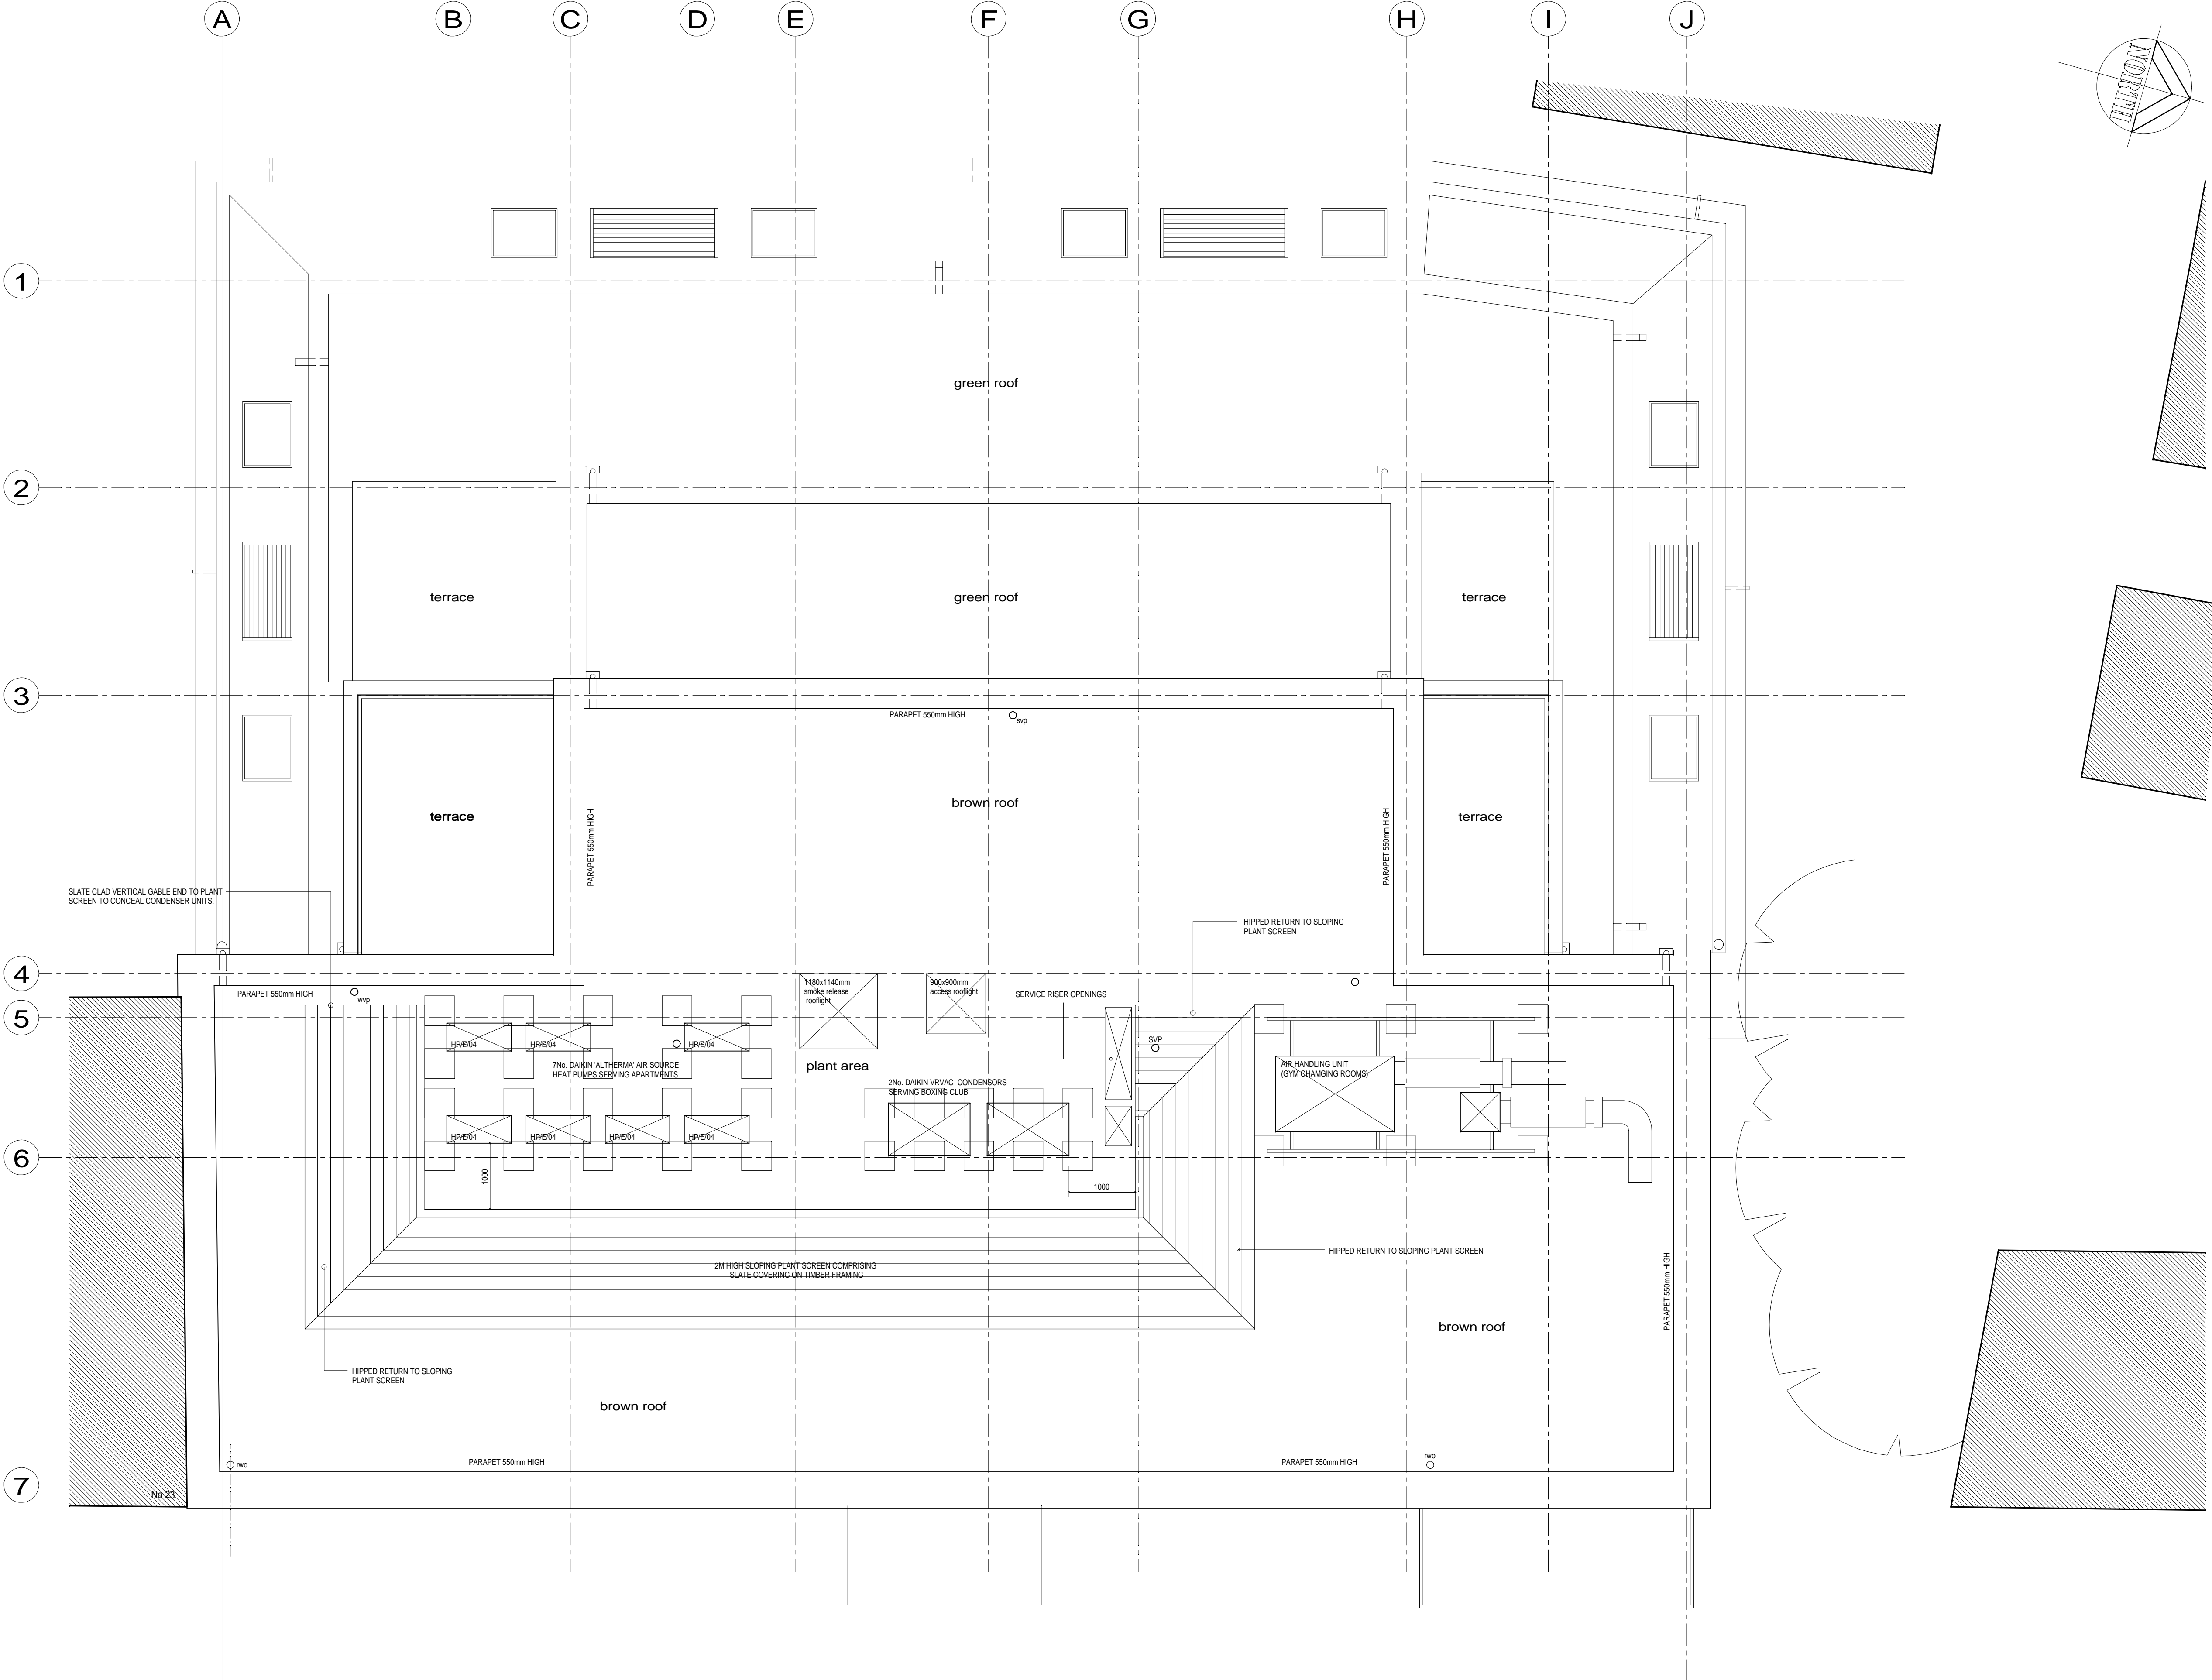 A B C D E F G H I J
NORTH
1
green roof
2
terrace
green roof
terrace
3
PARAPET 550mm HIGH
svp
brown roof
terrace
terrace
PARAPET 550mm HIGH
PARAPET 550mm HIGH
SLATE CLAD VERTICAL GABLE END TO PLANT
SCREEN TO CONCEAL CONDENSER UNITS.
HIPPED RETURN TO SLOPING
PLANT SCREEN
4
PARAPET 550mm HIGH
wvp
1180x1140mm
smoke release
rooflight
900x900mm
access rooflight
SERVICE RISER OPENINGS
5
HP/E/04
HP/E/04
HP/E/04
SVP
7No. DAIKIN 'ALTHERMA' AIR SOURCE
HEAT PUMPS SERVING APARTMENTS
plant area
AIR HANDLING UNIT
(GYM CHAMGING ROOMS)
2No. DAIKIN VRVAC CONDENSORS
SERVING BOXING CLUB
HP/E/04
HP/E/04
HP/E/04
HP/E/04
6
1000
1000
HIPPED RETURN TO SLOPING PLANT SCREEN
2M HIGH SLOPING PLANT SCREEN COMPRISING
SLATE COVERING ON TIMBER FRAMING
PARAPET 550mm HIGH
brown roof
HIPPED RETURN TO SLOPING
PLANT SCREEN
brown roof
rwo
PARAPET 550mm HIGH
PARAPET 550mm HIGH
rwo
7
No 23